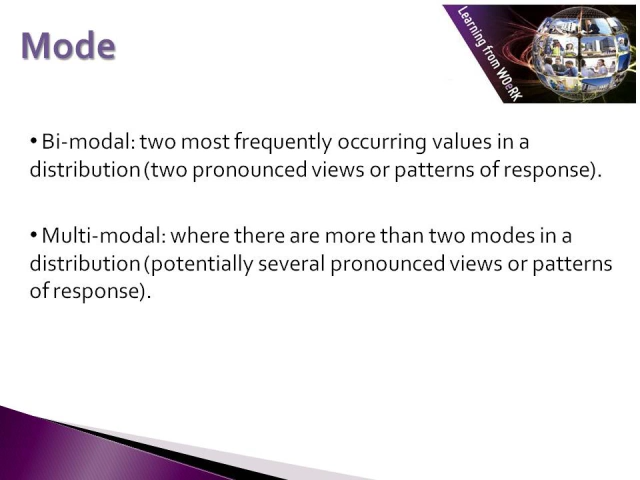 Mode
Learning from WOeRK
• Bi-modal: two most frequently occurring values in a
distribution (two pronounced views or patterns of response).
• Multi-modal: where there are more than two modes in a
distribution (potentially several pronounced views or patterns
of response).